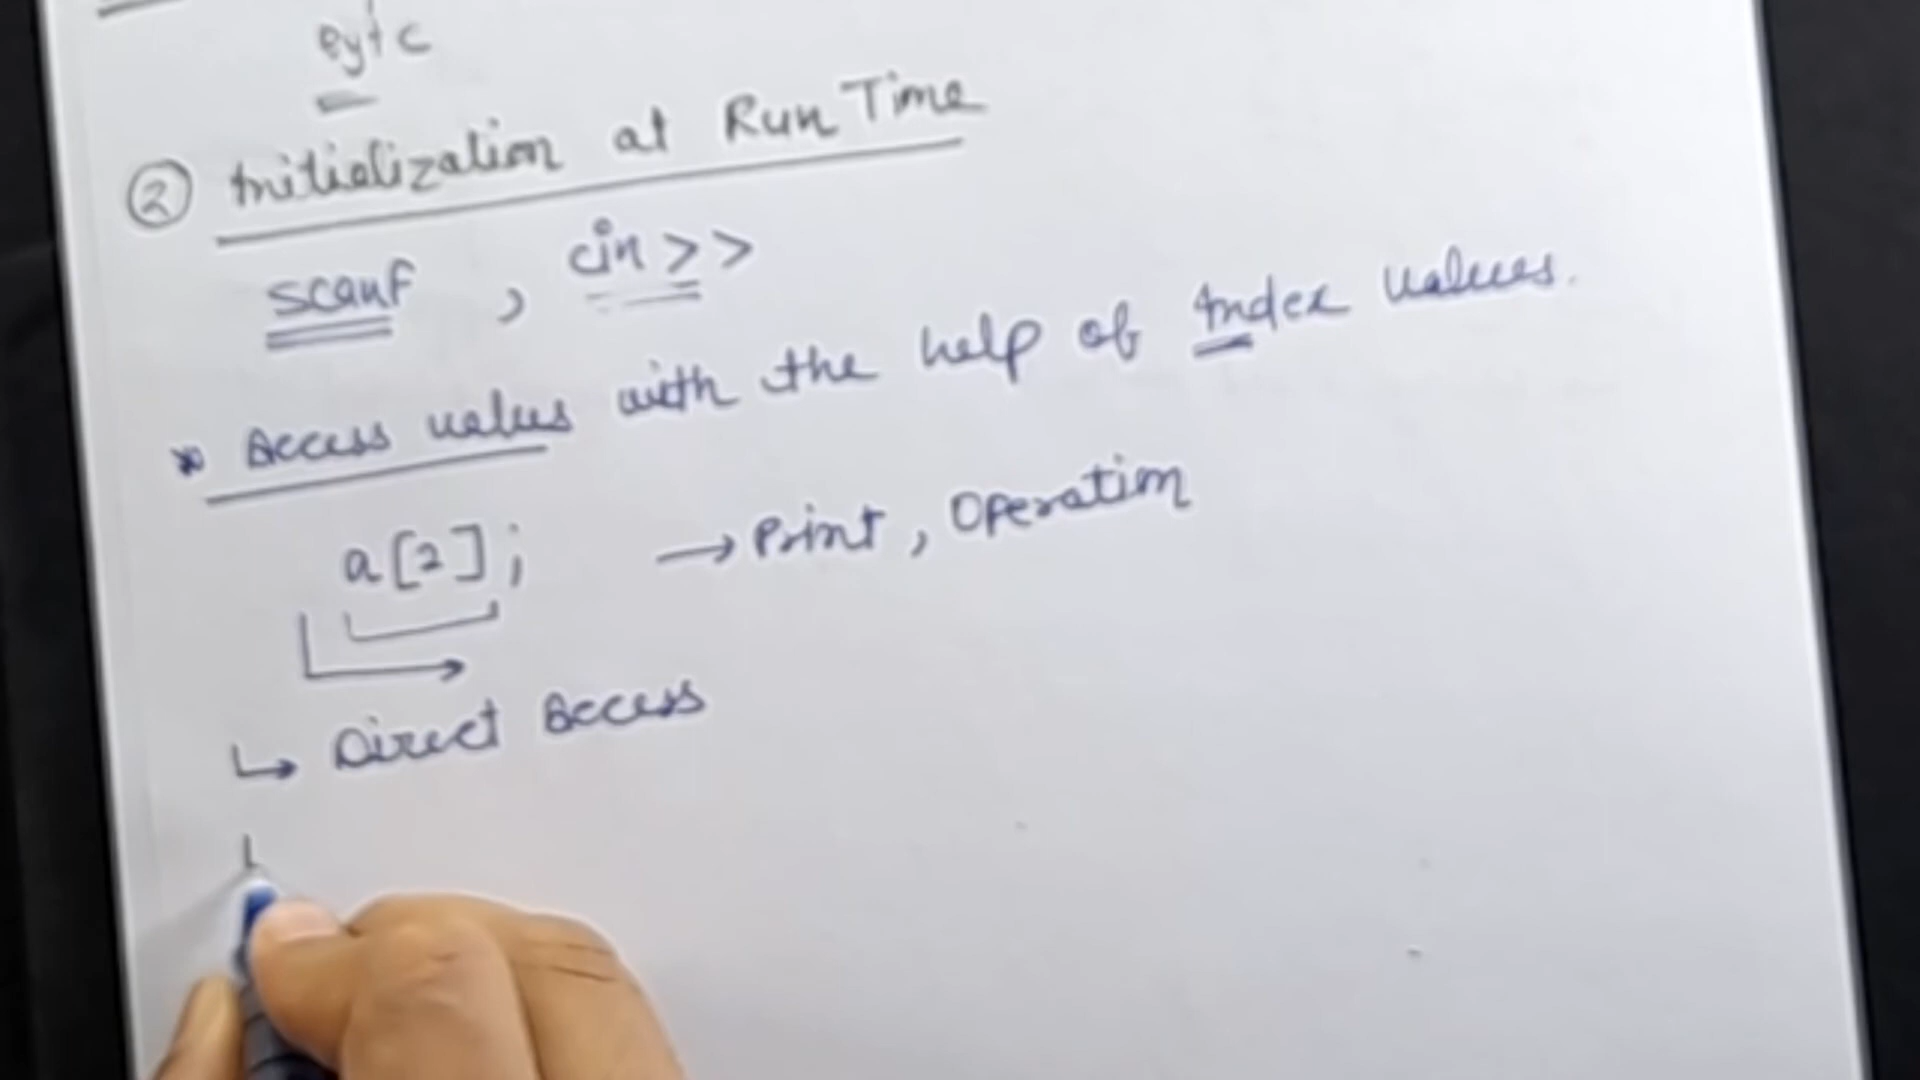 ② Initialization at Run Time
scanf , cin >>
* Access values with the help of Index values.
a[2]; → Print, Operation
↳ Direct Access